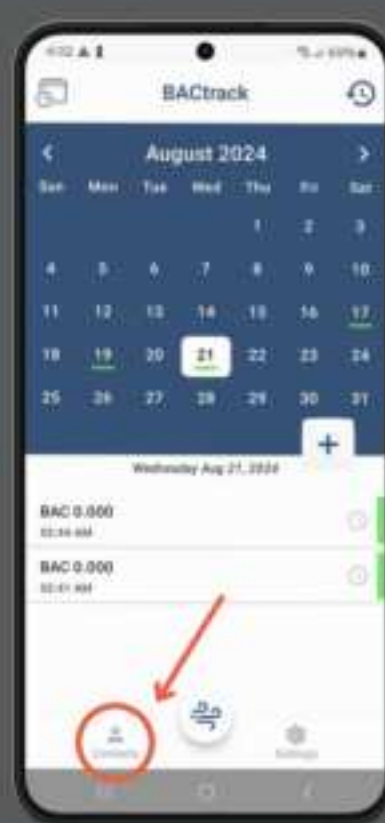 BACtrack
August 2024
Sun Mon Tue Wed Thu Fri Sat
1 2 3
4 5 6 7 8 9 10
11 12 13 14 15 16 17
18 19 20 21 22 23 24
25 26 27 28 29 30 31
+
Wednesday Aug 21, 2024
BAC 0.000
BAC 0.000
Contacts Settings